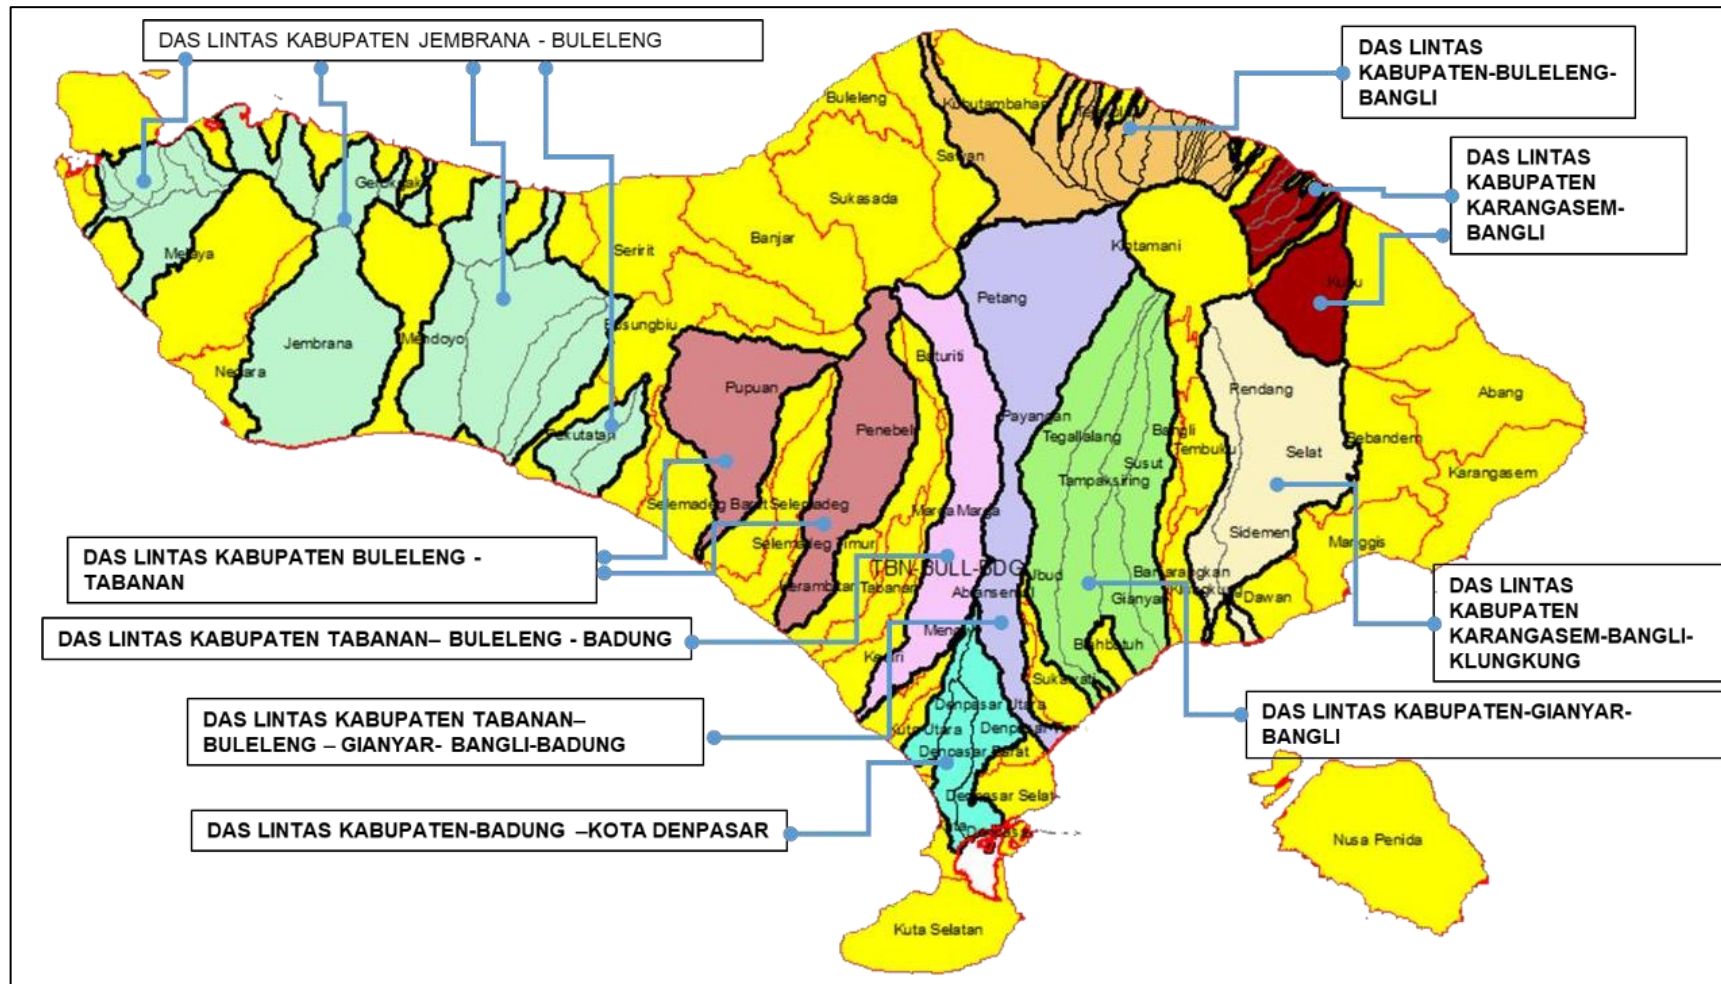 DAS LINTAS KABUPATEN JEMBRANA - BULELENG
DAS LINTAS
KABUPATEN-BULELENG-
BANGLI
DAS LINTAS
KABUPATEN
KARANGASEM-
BANGLI
Buleleng
Kubutambahan
Sawan
Gerokgak
Sukasada
Melaya
Banjar
Seririt
Kintamani
Kubu
Petang
Busungbiu
Jembrana
Mendoyo
Negara
Baturiti
Pupuan
Rendang
Abang
Payangan
Penebel
Tegallalang
Bangli
Pekutatan
Tembuku
Bebandem
Selat
Susut
Karangasem
Tampaksiring
Selemadeg Barat
Selemadeg
Marga
Marga
Sidemen
Manggis
Selemadeg Timur
DAS LINTAS KABUPATEN BULELENG -
TABANAN
TBN-BULL-BDG
Ubud
Banjarangkan
Klungkung
Kerambitan
Tabanan
Abiansemal
Gianyar
Dawan
DAS LINTAS
KABUPATEN
KARANGASEM-BANGLI-
KLUNGKUNG
DAS LINTAS KABUPATEN TABANAN– BULELENG - BADUNG
Mengwi
Blahbatuh
Kediri
Sukawati
DAS LINTAS KABUPATEN TABANAN–
BULELENG – GIANYAR- BANGLI-BADUNG
Denpasar Utara
DAS LINTAS KABUPATEN-GIANYAR-
BANGLI
Kuta Utara
Denpasar Barat
Denpasar Selat
DAS LINTAS KABUPATEN-BADUNG –KOTA DENPASAR
Nusa Penida
Kuta Selatan